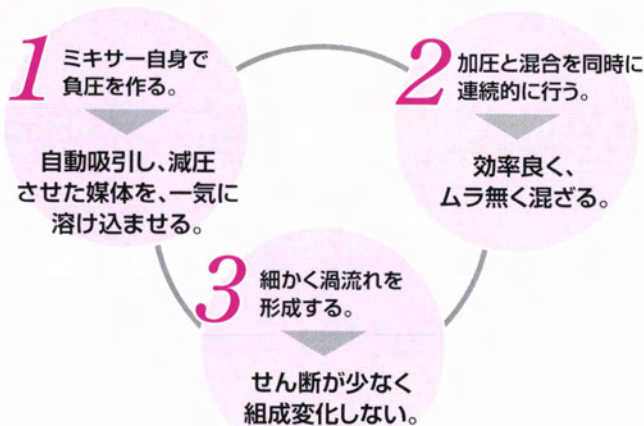 1
ミキサー自身で
負圧を作る。
自動吸引し、減圧
させた媒体を、一気に
溶け込ませる。
2
加圧と混合を同時に
連続的に行う。
効率良く、
ムラ無く混ざる。
3
細かく渦流れを
形成する。
せん断が少なく
組成変化しない。